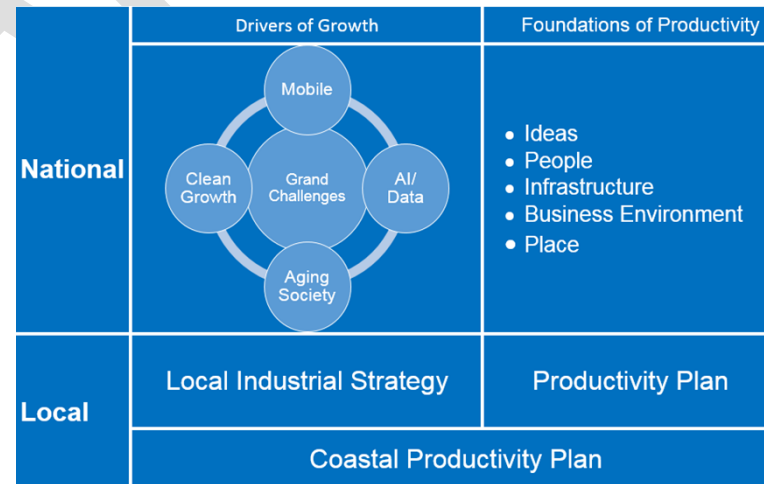 Drivers of Growth
Foundations of Productivity
National
Mobile
Clean
Growth
Grand
Challenges
AI/
Data
Aging
Society
• Ideas
• People
• Infrastructure
• Business Environment
• Place
Local
Local Industrial Strategy
Productivity Plan
Coastal Productivity Plan